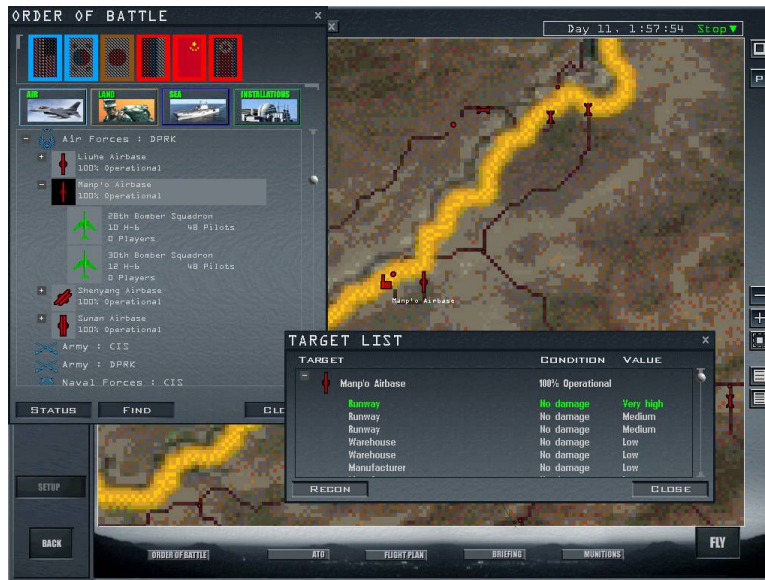 ORDER OF BATTLE
Day 11, 1:57:54 Stop
AIR
LAND
SEA
INSTALLATIONS
P
Air Forces : DPRK
Liuhe Airbase
100% Operational
Manp'o Airbase
100% Operational
28th Bomber Squadron
10 H-6 48 Pilots
0 Players
30th Bomber Squadron
12 H-6 48 Pilots
0 Players
Shenyang Airbase
100% Operational
Sunan Airbase
100% Operational
Army : CIS
Army : DPRK
Naval Forces : CIS
STATUS
FIND
CLO
Manp'o Airbase
TARGET LIST
TARGET CONDITION VALUE
Manp'o Airbase 100% Operational
Runway No damage Very high
Runway No damage Medium
Runway No damage Medium
Warehouse No damage Low
Warehouse No damage Low
Manufacturer No damage Low
RECON
CLOSE
SETUP
BACK
ORDER OF BATTLE
ATO
FLIGHT PLAN
BRIEFING
MUNITIONS
FLY